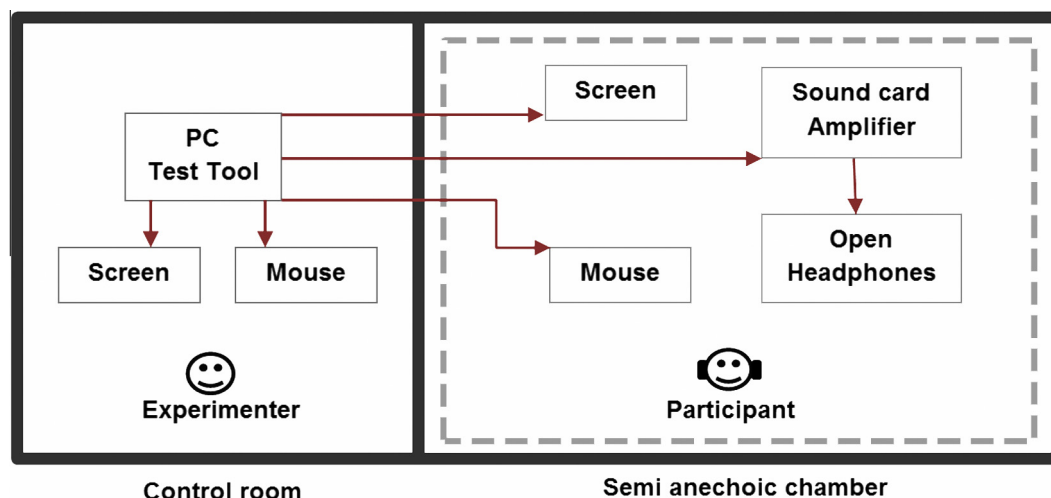 PC
Test Tool
Screen
Mouse
Experimenter
Control room
Screen
Sound card
Amplifier
Mouse
Open
Headphones
Participant
Semi anechoic chamber